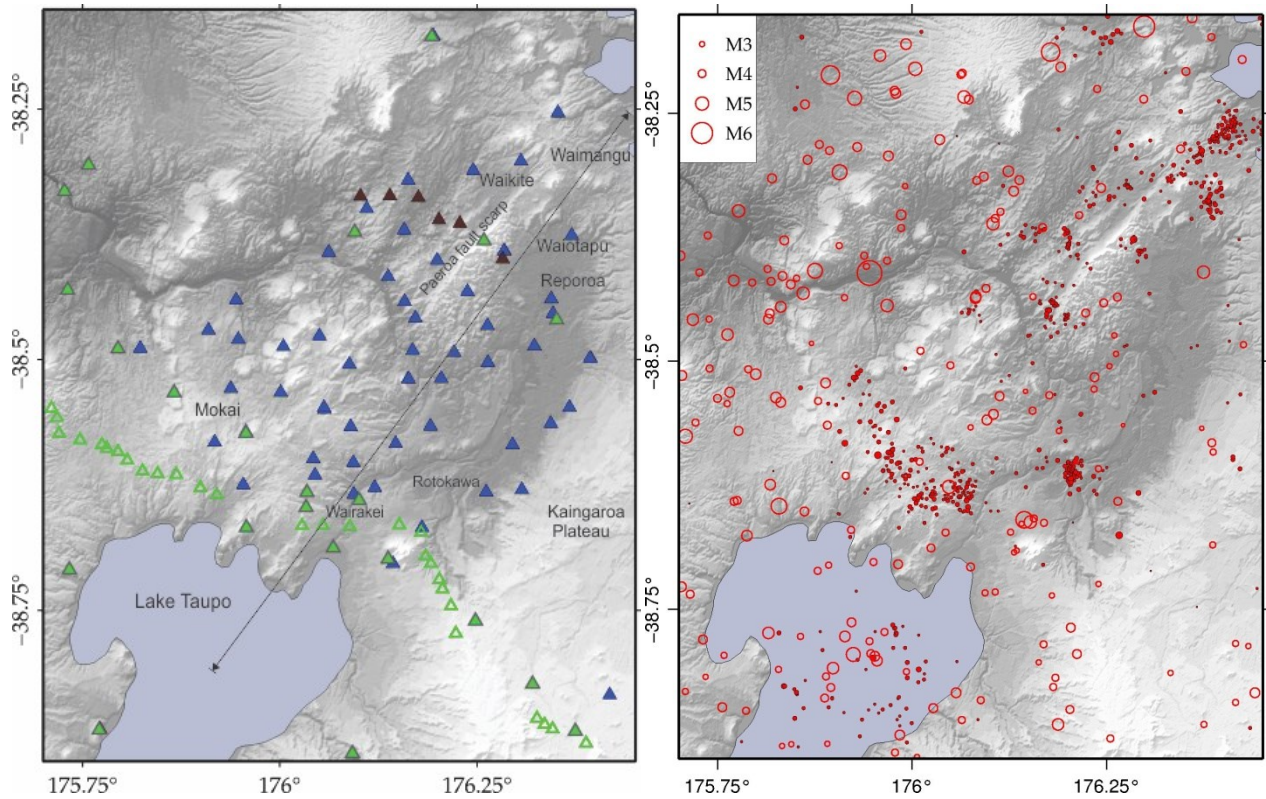 −38.25°
−38.5°
−38.75°
175.75°
176°
176.25°
Waimangu
Waikite
Paeroa fault scarp
Waiotapu
Reporoa
Mokai
Rotokawa
Wairakei
Kaingaroa
Plateau
Lake Taupo
M3
M4
M5
M6
−38.25°
−38.5°
−38.75°
175.75°
176°
176.25°